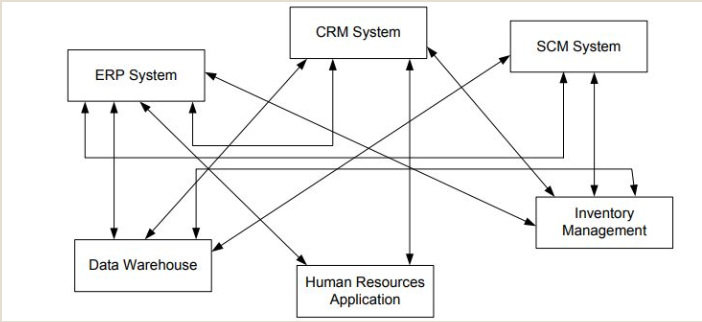 CRM System
SCM System
ERP System
Inventory
Management
Data Warehouse
Human Resources
Application